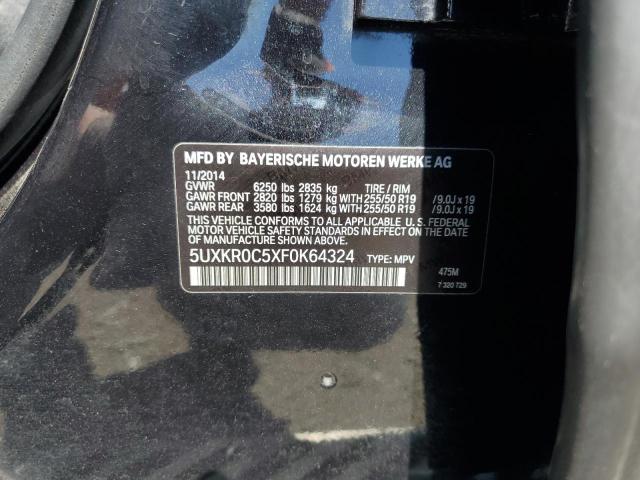 MFD BY BAYERISCHE MOTOREN WERKE AG
11/2014
GVWR 6250 lbs 2835 kg TIRE / RIM
GAWR FRONT 2820 lbs 1279 kg WITH 255/50 R19 /9.0J x 19
GAWR REAR 3580 lbs 1624 kg WITH 255/50 R19 /9.0J x 19
THIS VEHICLE CONFORMS TO ALL APPLICABLE U.S. FEDERAL
MOTOR VEHICLE SAFETY STANDARDS IN EFFECT ON THE DATE OF
MANUFACTURE SHOWN ABOVE.
5UXKR0C5XF0K64324 TYPE: MPV
475M
7 320 729